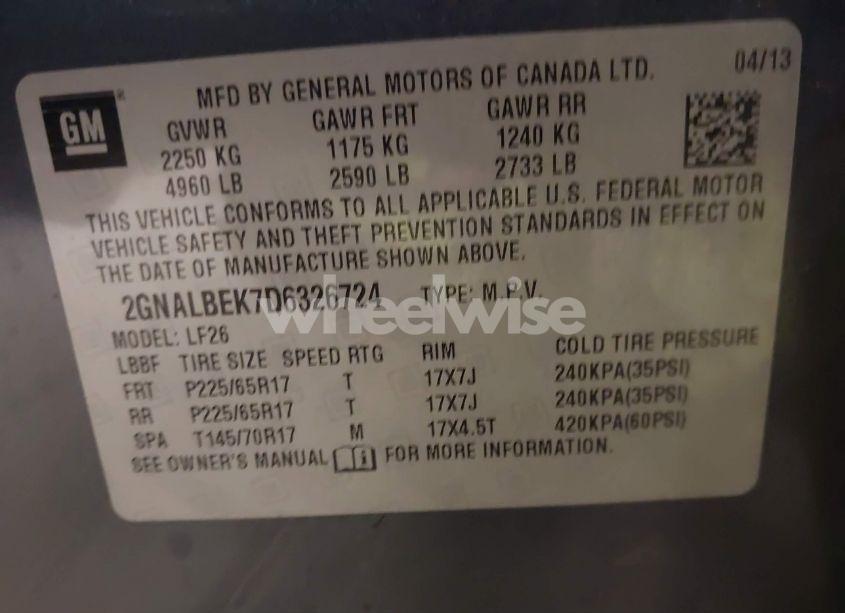 MFD BY GENERAL MOTORS OF CANADA LTD. 04/13
GM
GVWR GAWR FRT GAWR RR
2250 KG 1175 KG 1240 KG
4960 LB 2590 LB 2733 LB
THIS VEHICLE CONFORMS TO ALL APPLICABLE U.S. FEDERAL MOTOR
VEHICLE SAFETY AND THEFT PREVENTION STANDARDS IN EFFECT ON
THE DATE OF MANUFACTURE SHOWN ABOVE.
2GNALBEK7D6326724 TYPE: M.P.V.
wheelwise
MODEL: LF26
LBBF TIRE SIZE SPEED RTG RIM COLD TIRE PRESSURE
FRT P225/65R17 T 17X7J 240KPA(35PSI)
RR P225/65R17 T 17X7J 240KPA(35PSI)
SPA T145/70R17 M 17X4.5T 420KPA(60PSI)
SEE OWNER'S MANUAL FOR MORE INFORMATION.